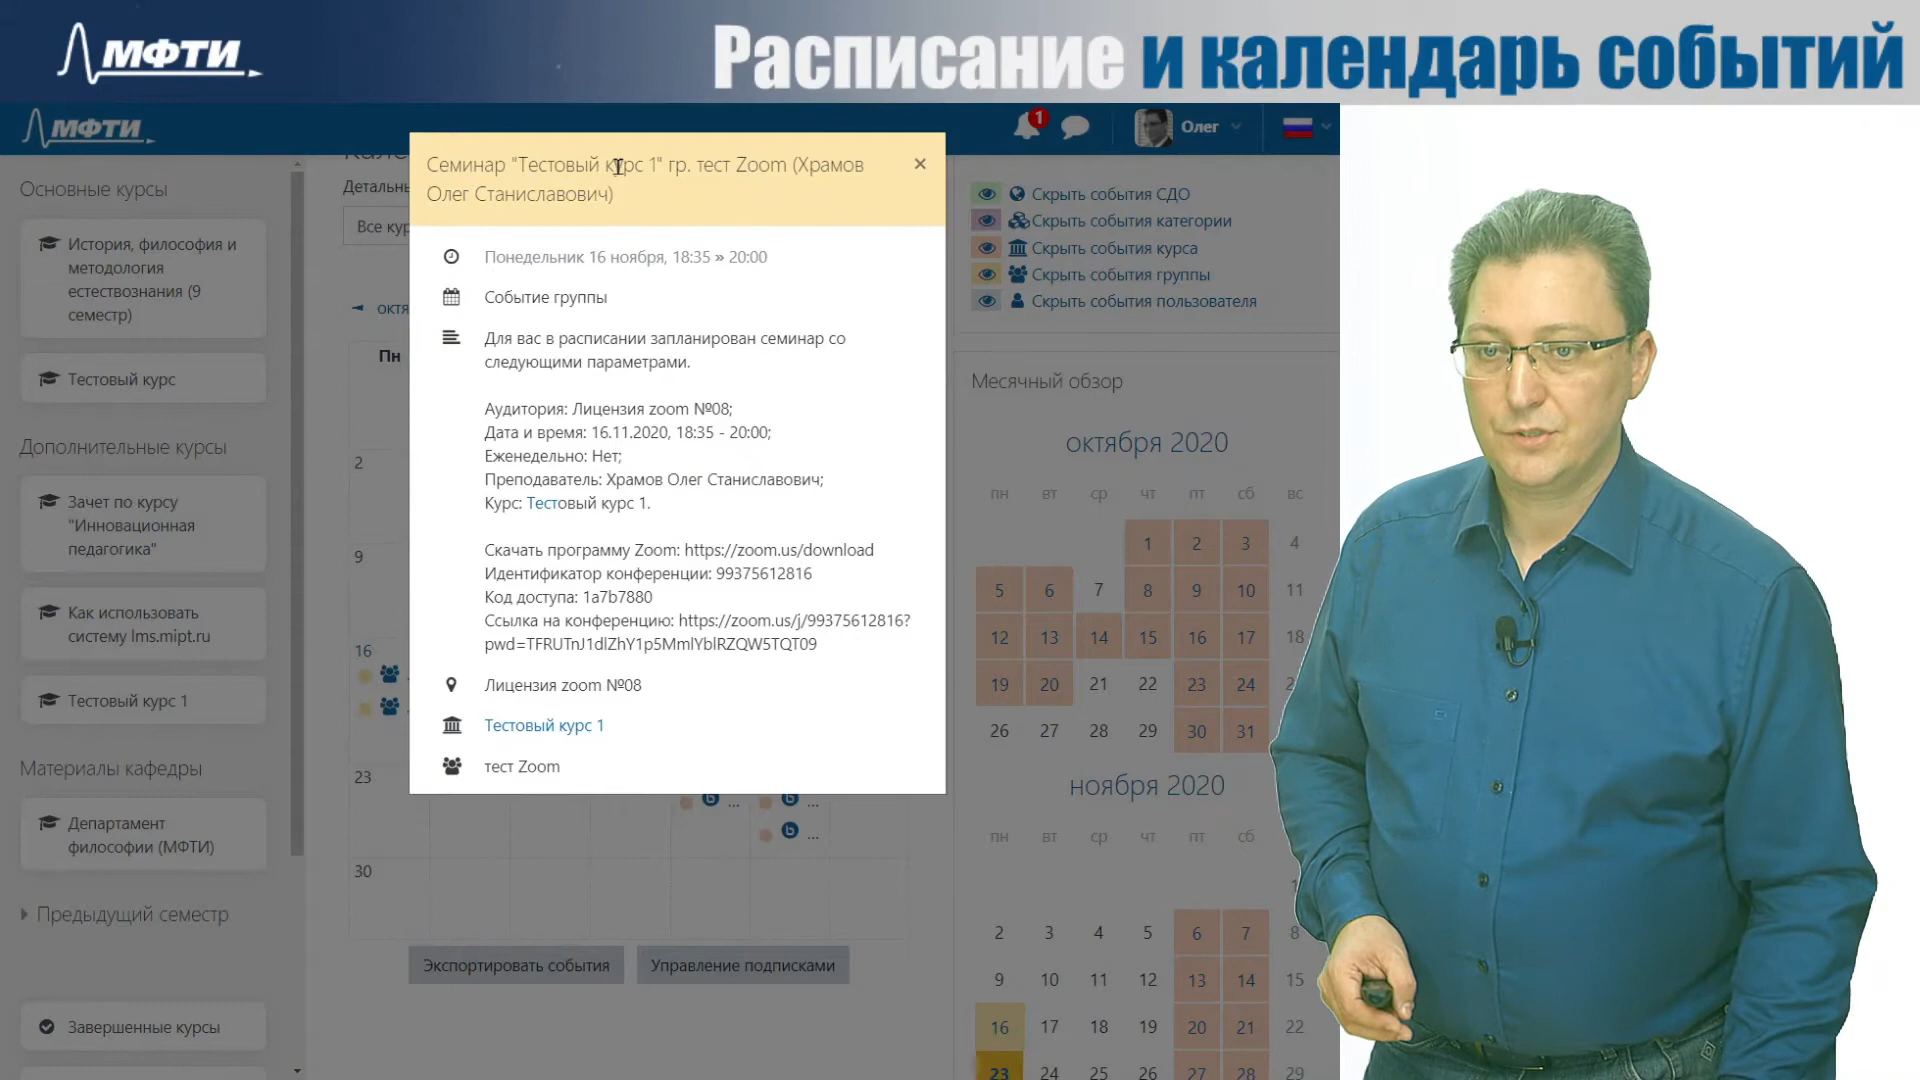 МФТИ
Расписание и календарь событий
МФТИ
1
Олег
Основные курсы
История, философия и
методология
естествознания (9
семестр)
Тестовый курс
Дополнительные курсы
Зачет по курсу
"Инновационная
педагогика"
Как использовать
систему lms.mipt.ru
Тестовый курс 1
Материалы кафедры
Департамент
философии (МФТИ)
Предыдущий семестр
Завершенные курсы
Все кур
◄ октя
Пн
2
9
16
...
...
23
... ...
...
30
Экспортировать события
Управление подписками
Семинар "Тестовый курс 1" гр. тест Zoom (Храмов
Олег Станиславович)
×
Понедельник 16 ноября, 18:35 » 20:00
Событие группы
Для вас в расписании запланирован семинар со
следующими параметрами.
Аудитория: Лицензия zoom №08;
Дата и время: 16.11.2020, 18:35 - 20:00;
Еженедельно: Нет;
Преподаватель: Храмов Олег Станиславович;
Курс: Тестовый курс 1.
Скачать программу Zoom: https://zoom.us/download
Идентификатор конференции: 99375612816
Код доступа: 1a7b7880
Ссылка на конференцию: https://zoom.us/j/99375612816?
pwd=TFRUTnJ1dlZhY1p5MmlYblRZQW5TQT09
Лицензия zoom №08
Тестовый курс 1
тест Zoom
Скрыть события СДО
Скрыть события категории
Скрыть события курса
Скрыть события группы
Скрыть события пользователя
Месячный обзор
октября 2020
пн вт ср чт пт сб вс
1 2 3 4
5 6 7 8 9 10 11
12 13 14 15 16 17 18
19 20 21 22 23 24
26 27 28 29 30 31
ноября 2020
пн вт ср чт пт сб
2 3 4 5 6 7 8
9 10 11 12 13 14 15
16 17 18 19 20 21 22
23 24 25 26 27 28 29